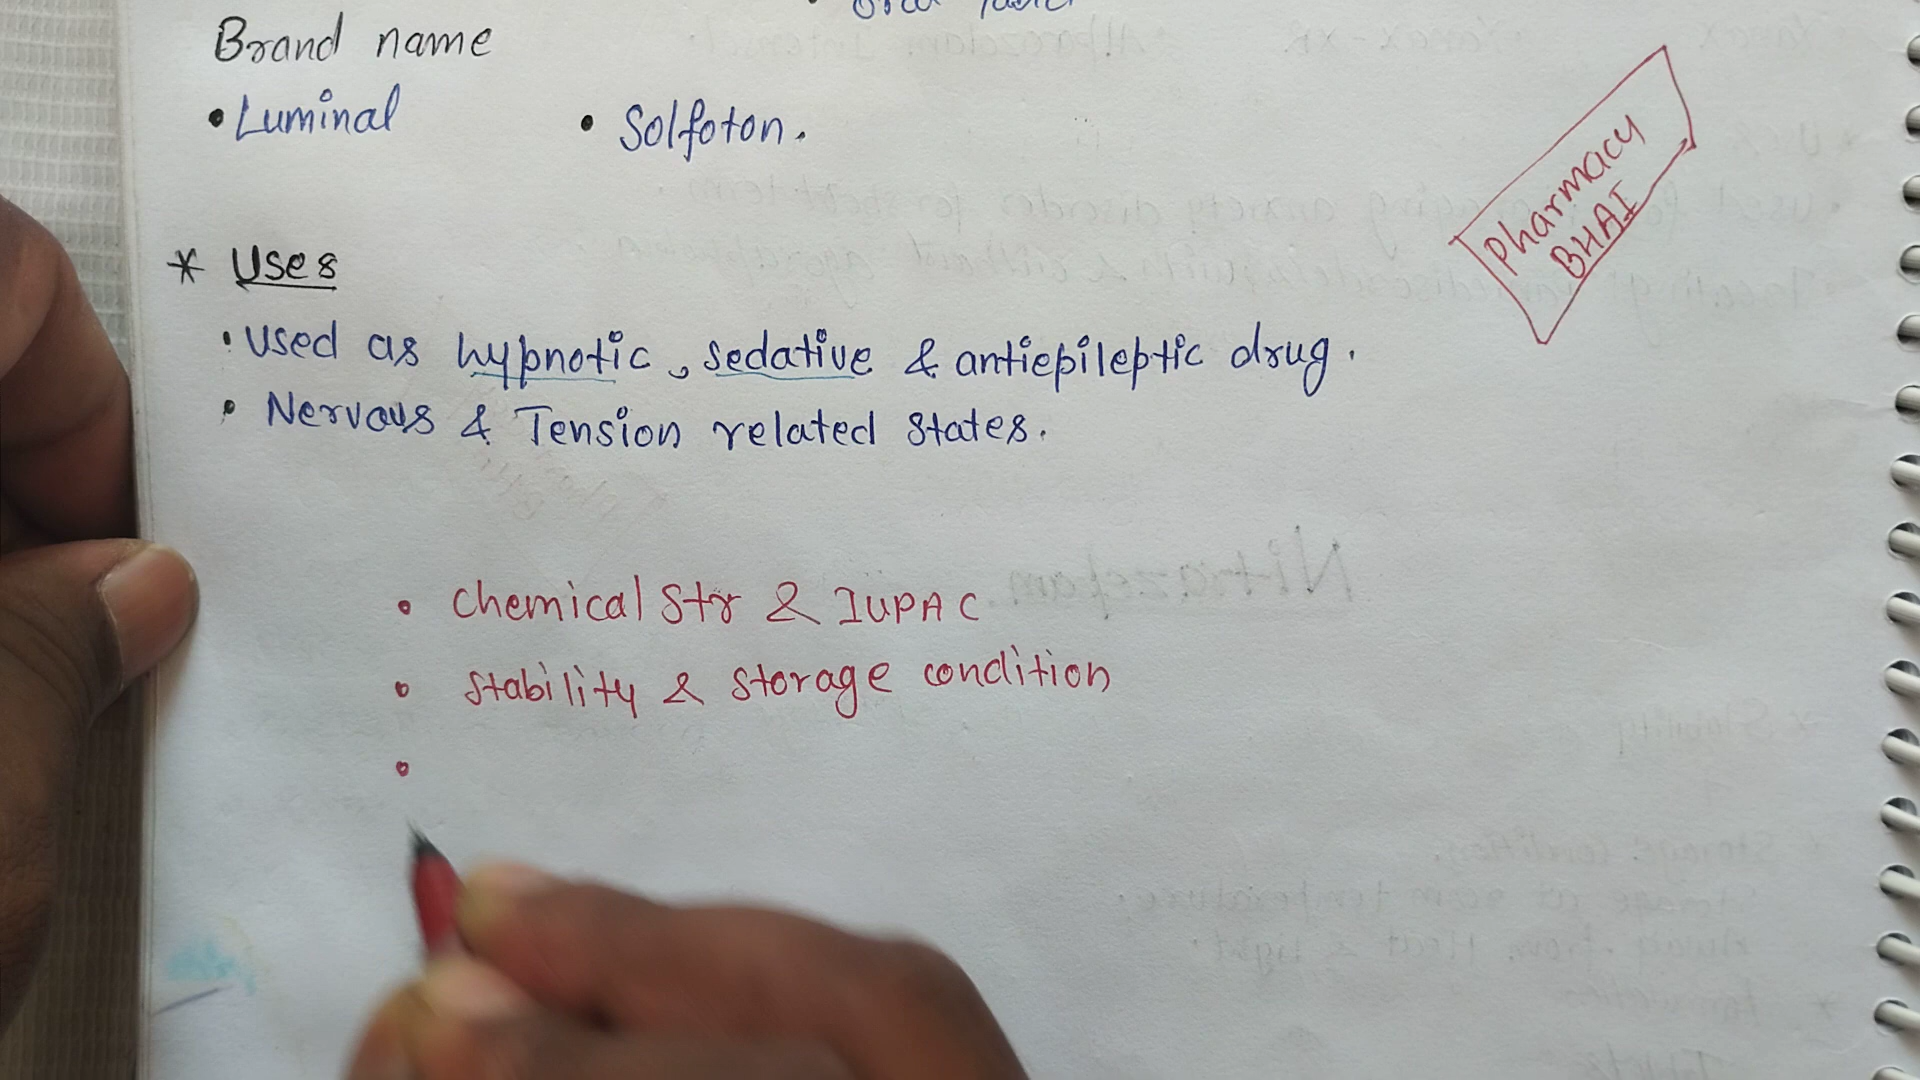 Brand name
• Luminal • Solfoton.
Pharmacy
BHAI
* Uses
• Used as hypnotic, sedative & antiepileptic drug.
• Nervous & Tension related states.
Nitrazepam.
• Chemical Str & IUPAC
• Stability & Storage condition
•